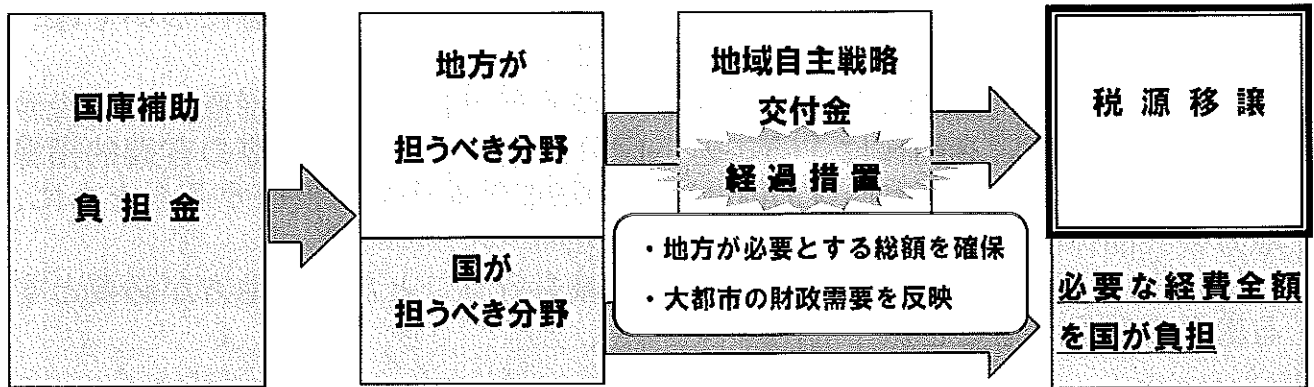 国庫補助
負担金
地方が
担うべき分野
国が
担うべき分野
地域自主戦略
交付金
経過措置
・地方が必要とする総額を確保
・大都市の財政需要を反映
税源移譲
必要な経費全額
を国が負担